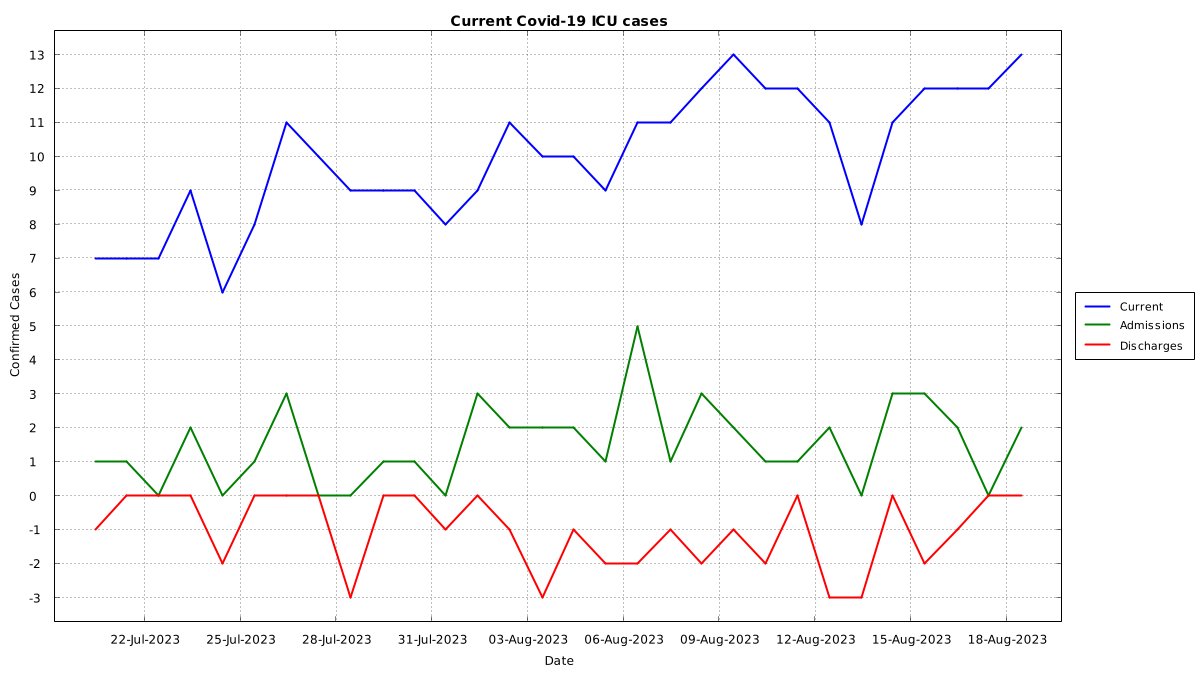 Current Covid-19 ICU cases
13
12
11
10
9
8
7
6
5
4
3
2
1
0
-1
-2
-3
Confirmed Cases
22-Jul-2023
25-Jul-2023
28-Jul-2023
31-Jul-2023
03-Aug-2023
06-Aug-2023
09-Aug-2023
12-Aug-2023
15-Aug-2023
18-Aug-2023
Date
Current
Admissions
Discharges